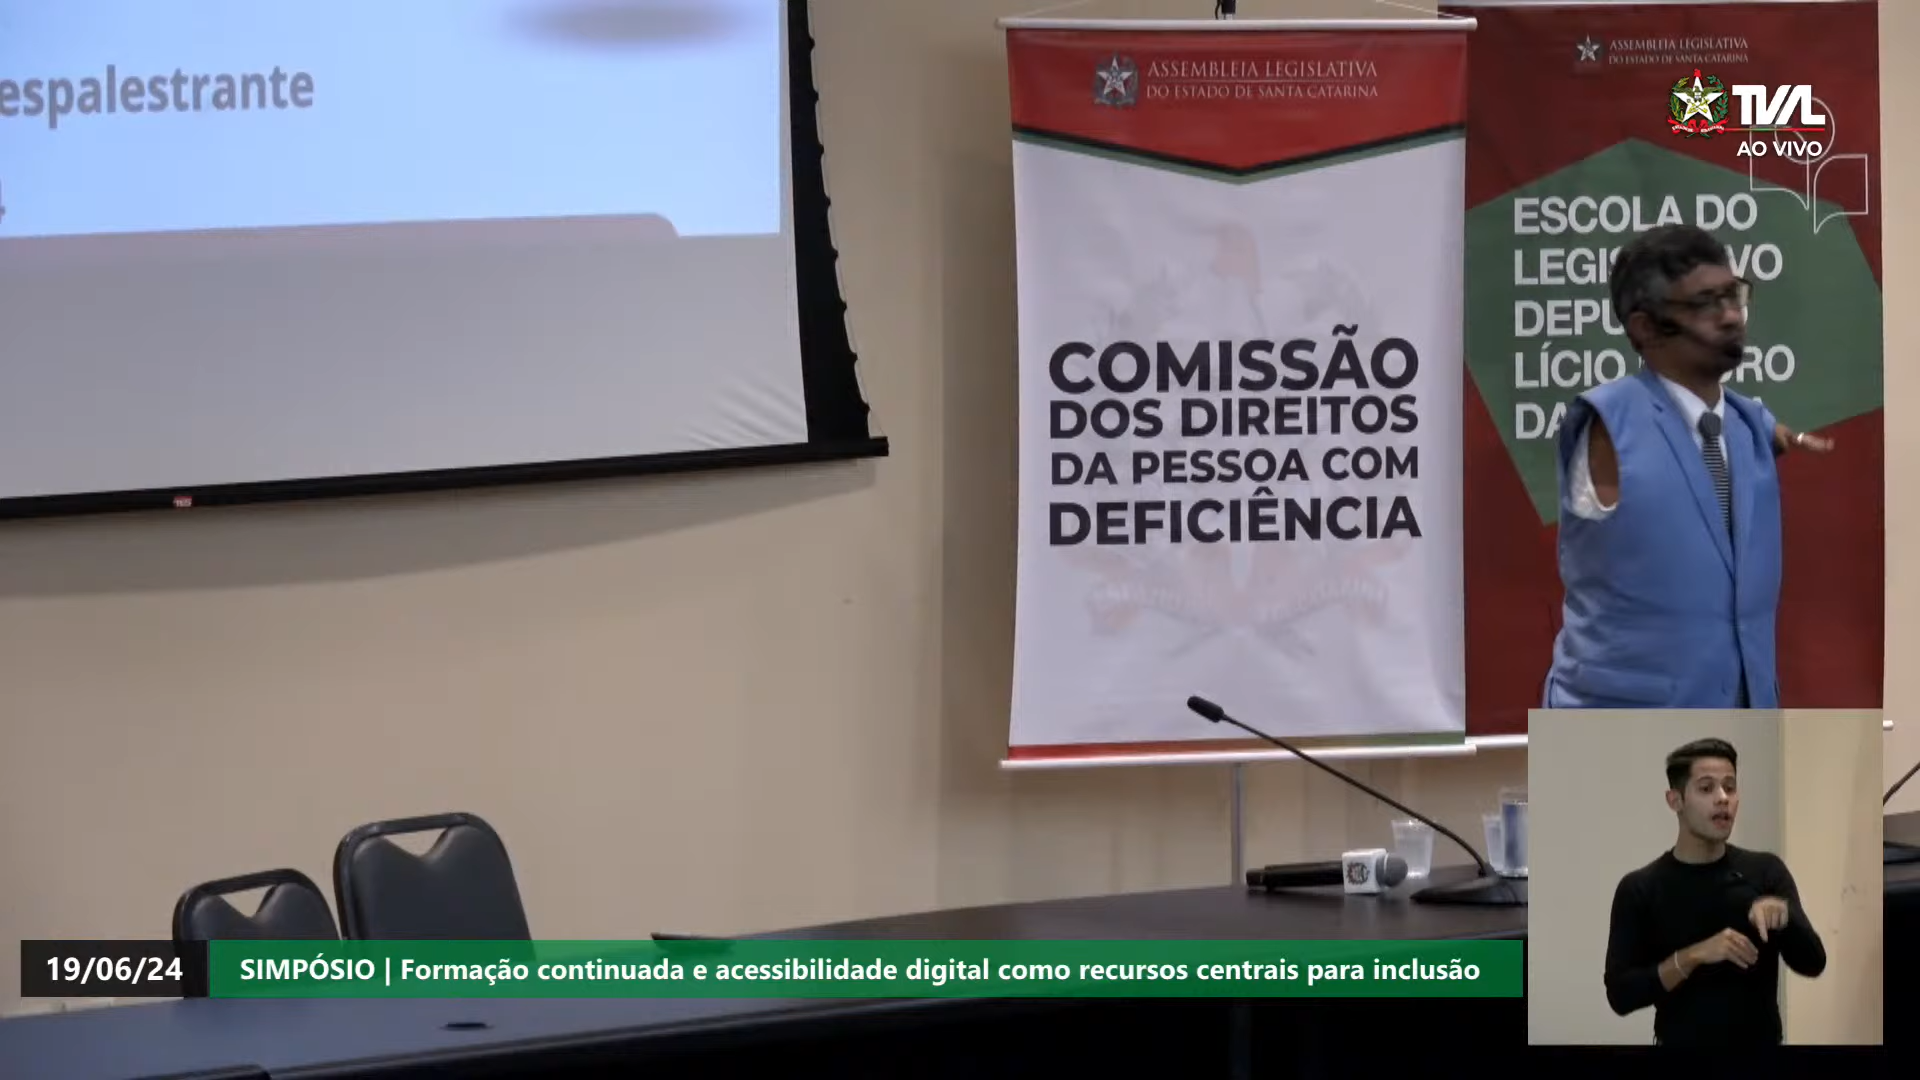 espalestrante
ASSEMBLEIA LEGISLATIVA
DO ESTADO DE SANTA CATARINA
COMISSÃO
DOS DIREITOS
DA PESSOA COM
DEFICIÊNCIA
ASSEMBLEIA LEGISLATIVA
DO ESTADO DE SANTA CATARINA
TVAL
AO VIVO
ESCOLA DO
19/06/24
SIMPÓSIO | Formação continuada e acessibilidade digital como recursos centrais para inclusão